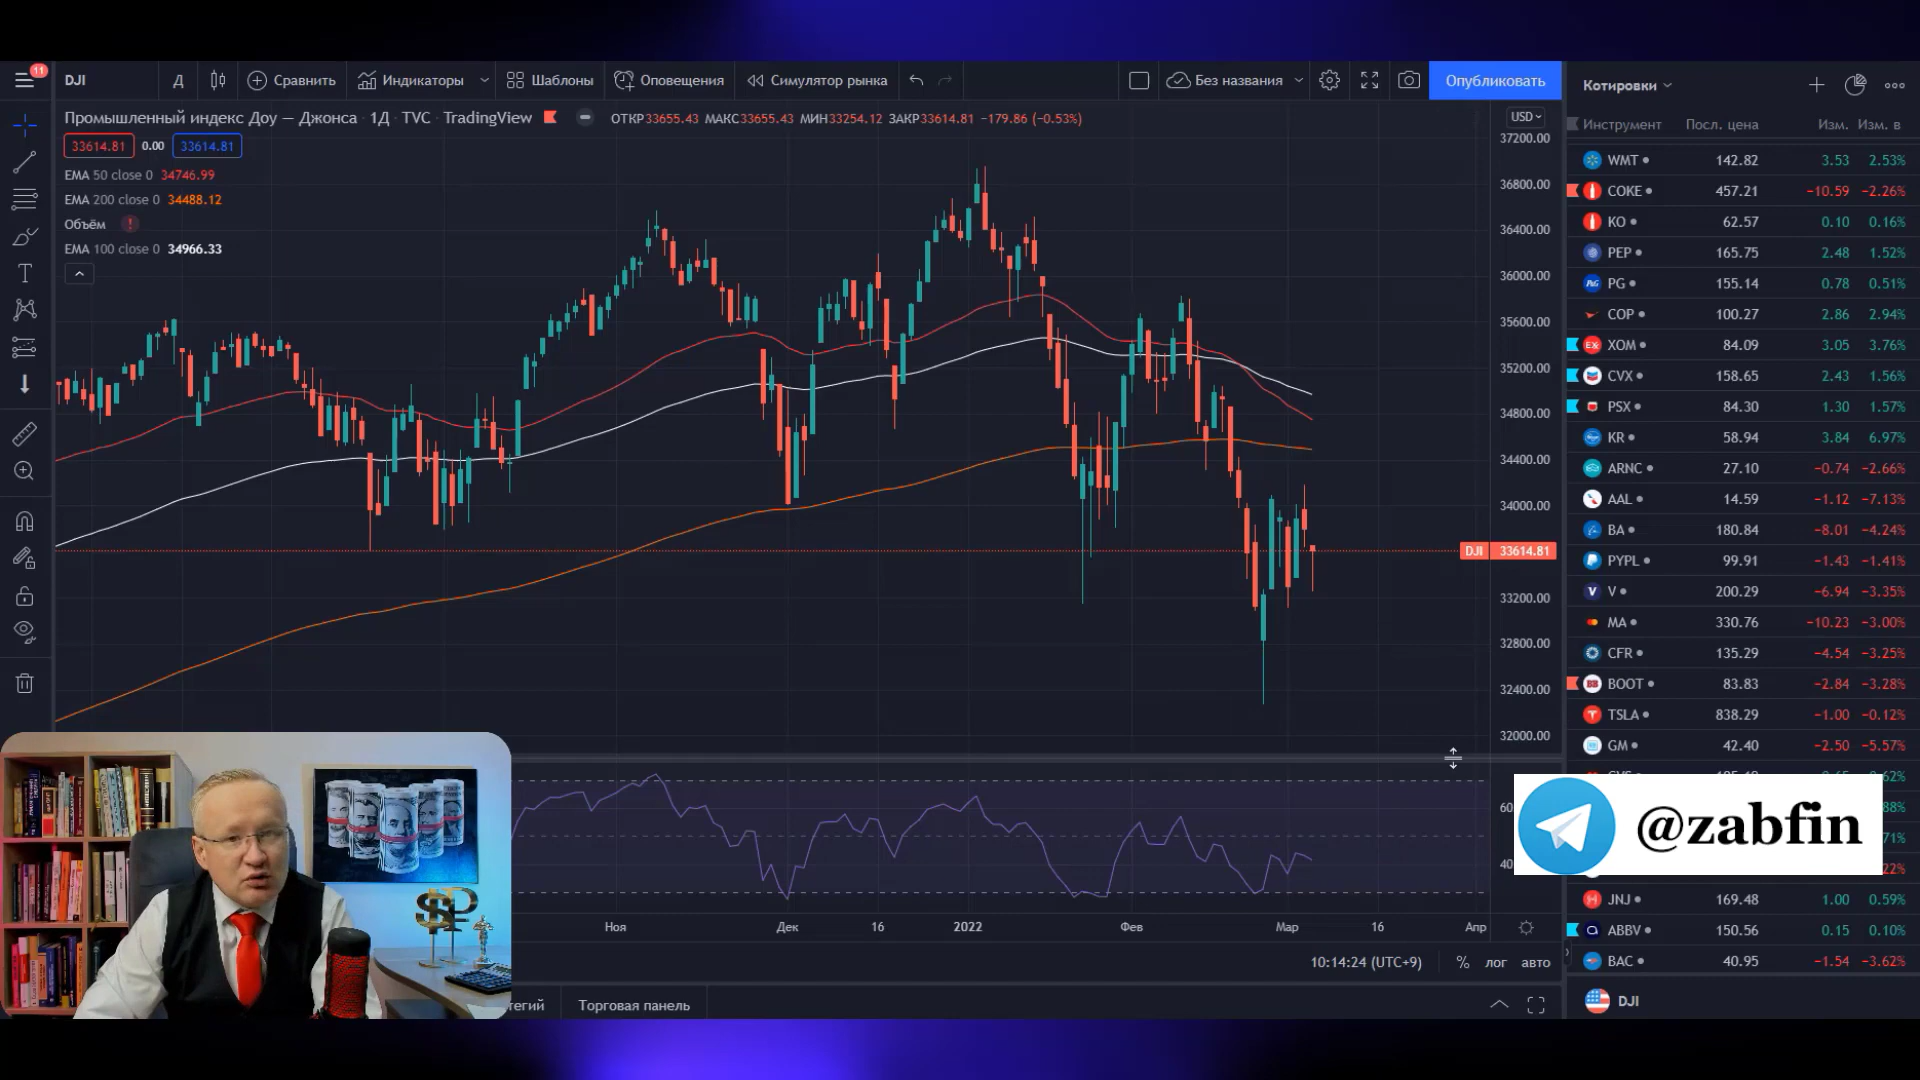 11
DJI
Д
Сравнить
Индикаторы
Шаблоны
Оповещения
Симулятор рынка
Без названия
Опубликовать
Котировки
Промышленный индекс Доу — Джонса · 1Д · TVC · TradingView
ОТКР33655.43 МАКС33655.43 МИН33254.12 ЗАКР33614.81 −179.86 (−0.53%)
USD
33614.81 0.00 33614.81
EMA 50 close 0 34746.99
EMA 200 close 0 34488.12
Объём !
EMA 100 close 0 34966.33
37200.00
36800.00
36400.00
36000.00
35600.00
35200.00
34800.00
34400.00
34000.00
DJI 33614.81
33200.00
32800.00
32400.00
32000.00
60
40
Ноя Дек 16 2022 Фев Мар 16 Апр
10:14:24 (UTC+9) % лог авто
тегий Торговая панель
Инструмент Посл. цена Изм. Изм. в
WMT 142.82 3.53 2.53%
COKE 457.21 −10.59 −2.26%
KO 62.57 0.10 0.16%
PEP 165.75 2.48 1.52%
PG 155.14 0.78 0.51%
COP 100.27 2.86 2.94%
XOM 84.09 3.05 3.76%
CVX 158.65 2.43 1.56%
PSX 84.30 1.30 1.57%
KR 58.94 3.84 6.97%
ARNC 27.10 −0.74 −2.66%
AAL 14.59 −1.12 −7.13%
BA 180.84 −8.01 −4.24%
PYPL 99.91 −1.43 −1.41%
V 200.29 −6.94 −3.35%
MA 330.76 −10.23 −3.00%
CFR 135.29 −4.54 −3.25%
BOOT 83.83 −2.84 −3.28%
TSLA 838.29 −1.00 −0.12%
GM 42.40 −2.50 −5.57%
@zabfin
JNJ 169.48 1.00 0.59%
ABBV 150.56 0.15 0.10%
BAC 40.95 −1.54 −3.62%
DJI